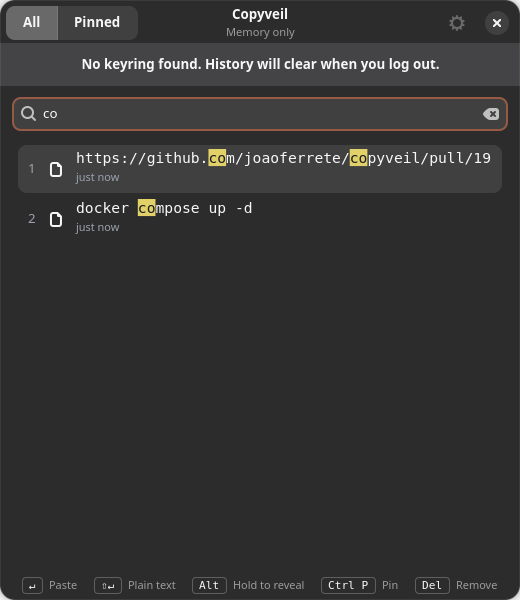 All
Pinned
Copyveil
Memory only
No keyring found. History will clear when you log out.
co
1
https://github.com/joaoferrete/copyveil/pull/19
just now
2
docker compose up -d
just now
↵ Paste
⇧↵ Plain text
Alt Hold to reveal
Ctrl P Pin
Del Remove